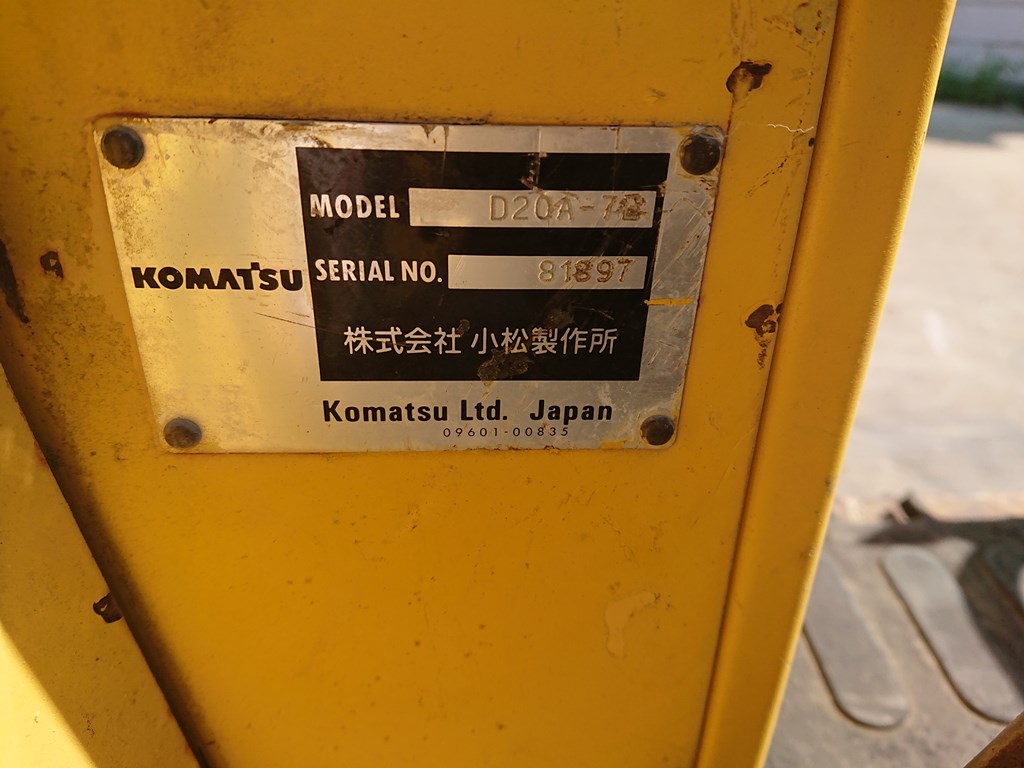 KOMATSU
MODEL D20A-7
SERIAL NO. 81897
株式会社 小松製作所
Komatsu Ltd. Japan
09601-00835